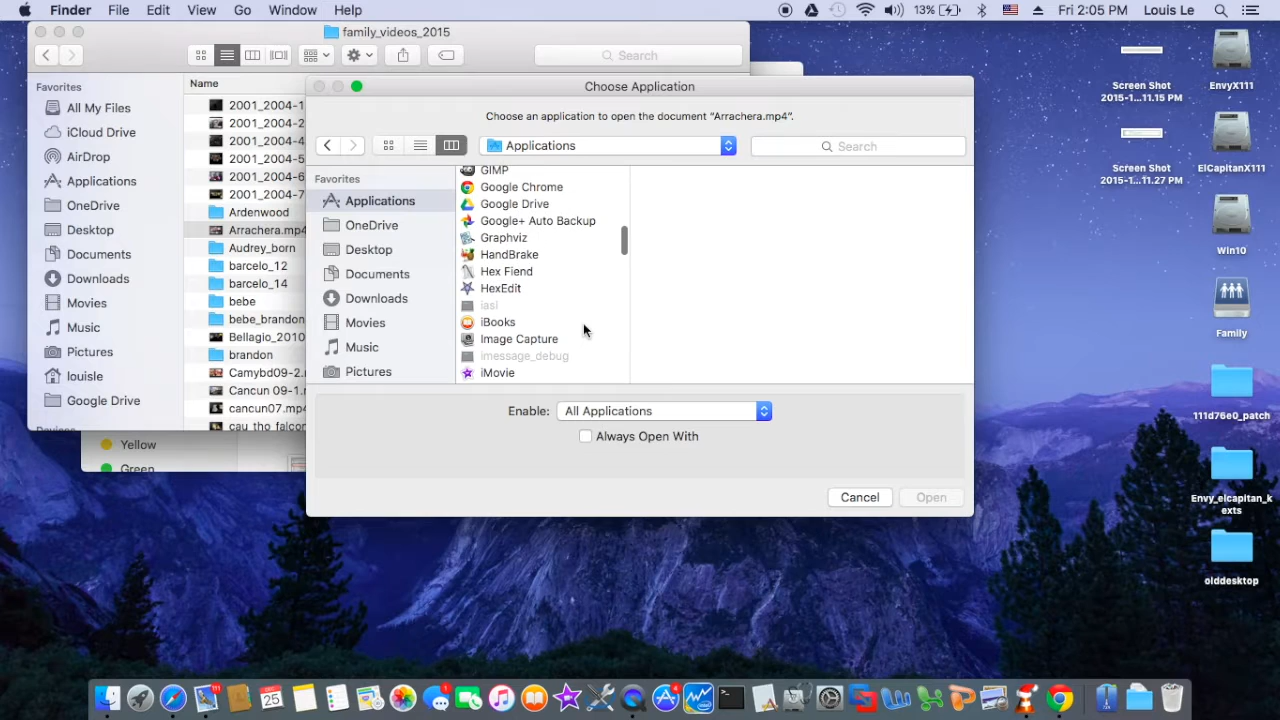 Finder File Edit View Go Window Help 13% Fri 2:05 PM Louis Le
family_videos_2015
Search
Favorites
All My Files
iCloud Drive
AirDrop
Applications
OneDrive
Desktop
Documents
Downloads
Movies
Music
Pictures
louisle
Google Drive
Yellow
Green
Name
2001_2004-1
2001_2004-2
2001_2004-4
2001_2004-5
2001_2004-6
2001_2004-7
Ardenwood
Arrachera.mp4
Audrey_born
barcelo_12
barcelo_14
bebe
bebe_brandon
Bellagio_2010
brandon
Camybd09-2.
Cancun 09-1.
cancun07.mp4
cau tho falcon
Choose Application
Choose an application to open the document “Arrachera.mp4”.
Applications
Search
Favorites
Applications
OneDrive
Desktop
Documents
Downloads
Movies
Music
Pictures
GIMP
Google Chrome
Google Drive
Google+ Auto Backup
Graphviz
HandBrake
Hex Fiend
HexEdit
iasl
iBooks
Image Capture
imessage_debug
iMovie
Enable: All Applications
Always Open With
Cancel Open
Screen Shot
2015-1...11.15 PM
EnvyX111
Screen Shot
2015-1...11.27 PM
ElCapitanX111
Win10
Family
111d76e0_patch
Envy_elcapitan_k
exts
olddesktop